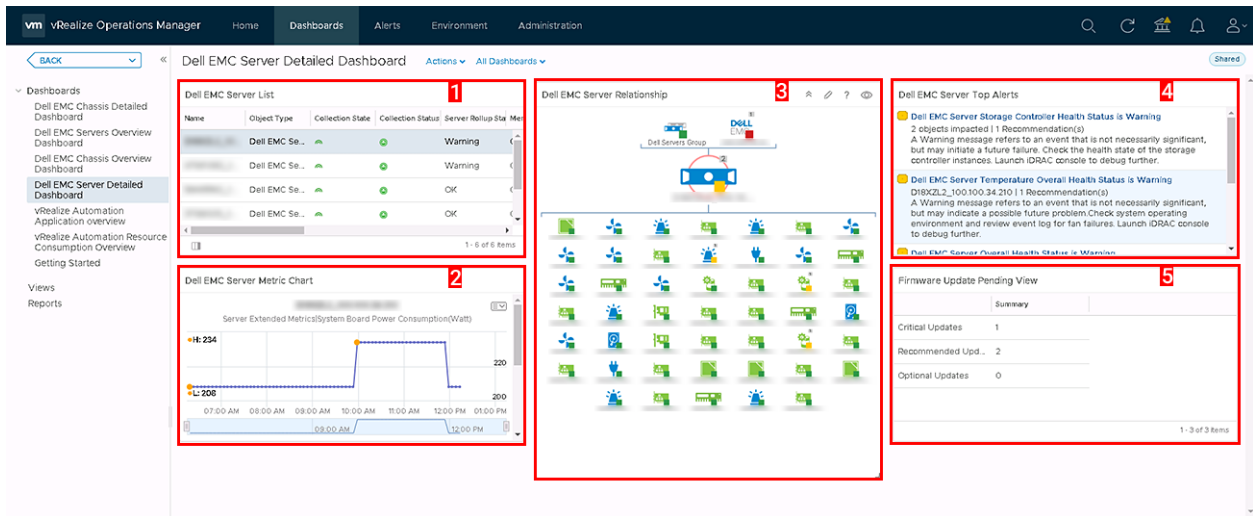 vm vRealize Operations Manager Home Dashboards Alerts Environment Administration
BACK
Dell EMC Server Detailed Dashboard Actions All Dashboards Shared
Dashboards
Dell EMC Chassis Detailed
Dashboard
Dell EMC Servers Overview
Dashboard
Dell EMC Chassis Overview
Dashboard
Dell EMC Server Detailed
Dashboard
vRealize Automation
Application overview
vRealize Automation Resource
Consumption Overview
Getting Started
Views
Reports
Dell EMC Server List 1
Name Object Type Collection State Collection Status Server Rollup Sta Mer
Dell EMC Se... Warning
Dell EMC Se... Warning
Dell EMC Se... OK
Dell EMC Se... OK
1 - 6 of 6 items
Dell EMC Server Metric Chart 2
Server Extended Metrics|System Board Power Consumption(Watt)
H: 234
220
L: 208
200
07:00 AM 08:00 AM 09:00 AM 10:00 AM 11:00 AM 12:00 PM 01:00 PM
09:00 AM 12:00 PM
Dell EMC Server Relationship 3
DELL
EMC
Dell Servers Group
2
Dell EMC Server Top Alerts 4
Dell EMC Server Storage Controller Health Status is Warning
2 objects impacted | 1 Recommendation(s)
A Warning message refers to an event that is not necessarily significant,
but may initiate a future failure. Check the health state of the storage
controller instances. Launch iDRAC console to debug further.
Dell EMC Server Temperature Overall Health Status is Warning
D18XZL2_100.100.34.210 | 1 Recommendation(s)
A Warning message refers to an event that is not necessarily significant,
but may indicate a possible future problem.Check system operating
environment and review event log for fan failures. Launch iDRAC console
to debug further.
Dell EMC Server Overall Health Status is Warning
Firmware Update Pending View 5
Summary
Critical Updates 1
Recommended Upd... 2
Optional Updates 0
1 - 3 of 3 items